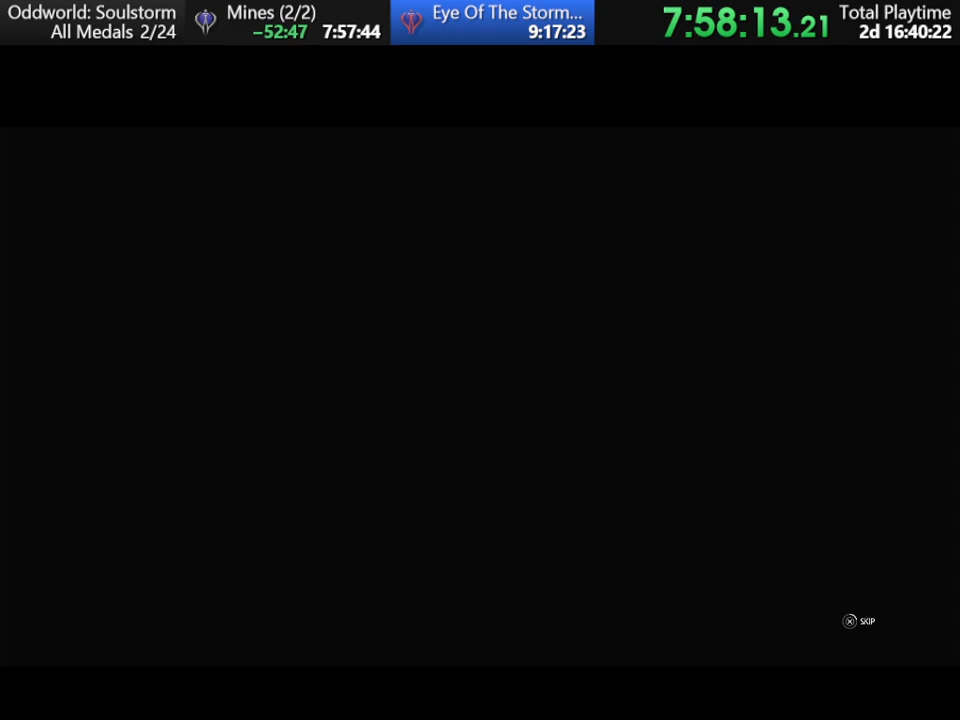 Oddworld: Soulstorm
All Medals 2/24
Mines (2/2)
−52:47 7:57:44
Eye Of The Storm...
9:17:23
7:58:13.21
Total Playtime
2d 16:40:22
SKIP